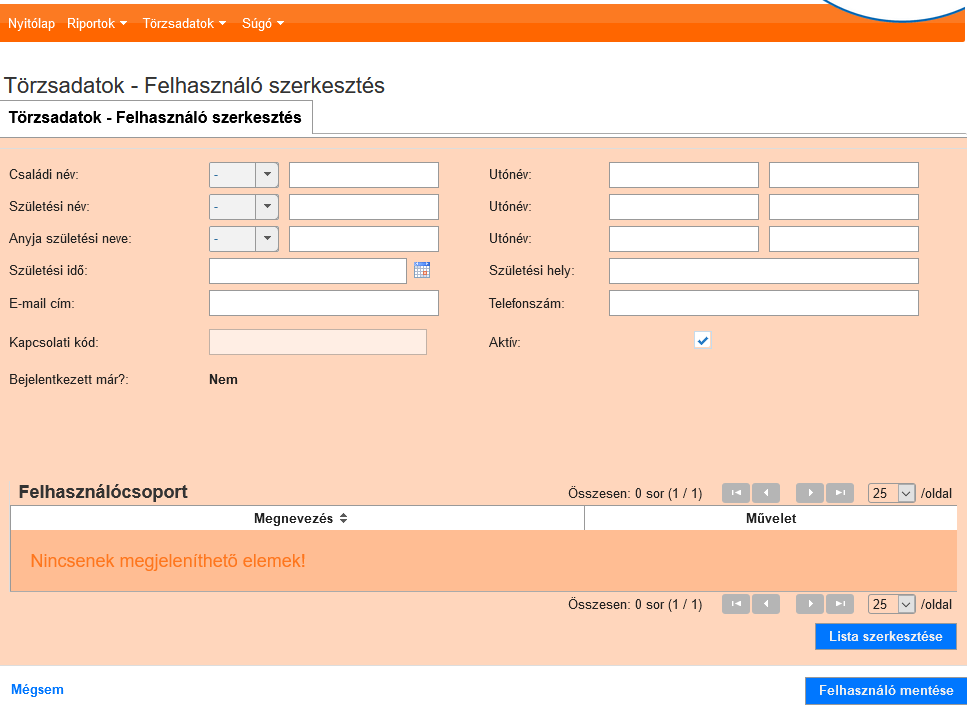 Nyitólap Riportok Törzsadatok Súgó
Törzsadatok - Felhasználó szerkesztés
Törzsadatok - Felhasználó szerkesztés
Családi név: - Utónév:
Születési név: - Utónév:
Anyja születési neve: - Utónév:
Születési idő: Születési hely:
E-mail cím: Telefonszám:
Kapcsolati kód: Aktív:
Bejelentkezett már?: Nem
Felhasználócsoport Összesen: 0 sor (1 / 1) 25 /oldal
Megnevezés Művelet
Nincsenek megjeleníthető elemek!
Összesen: 0 sor (1 / 1) 25 /oldal
Lista szerkesztése
Mégsem Felhasználó mentése